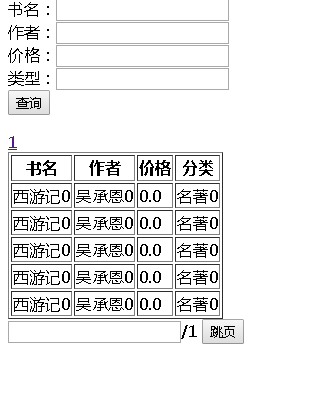 书名：
作者：
价格：
类型：
查询
1
书名 作者 价格 分类
西游记0 吴承恩0 0.0 名著0
西游记0 吴承恩0 0.0 名著0
西游记0 吴承恩0 0.0 名著0
西游记0 吴承恩0 0.0 名著0
西游记0 吴承恩0 0.0 名著0
/1 跳页